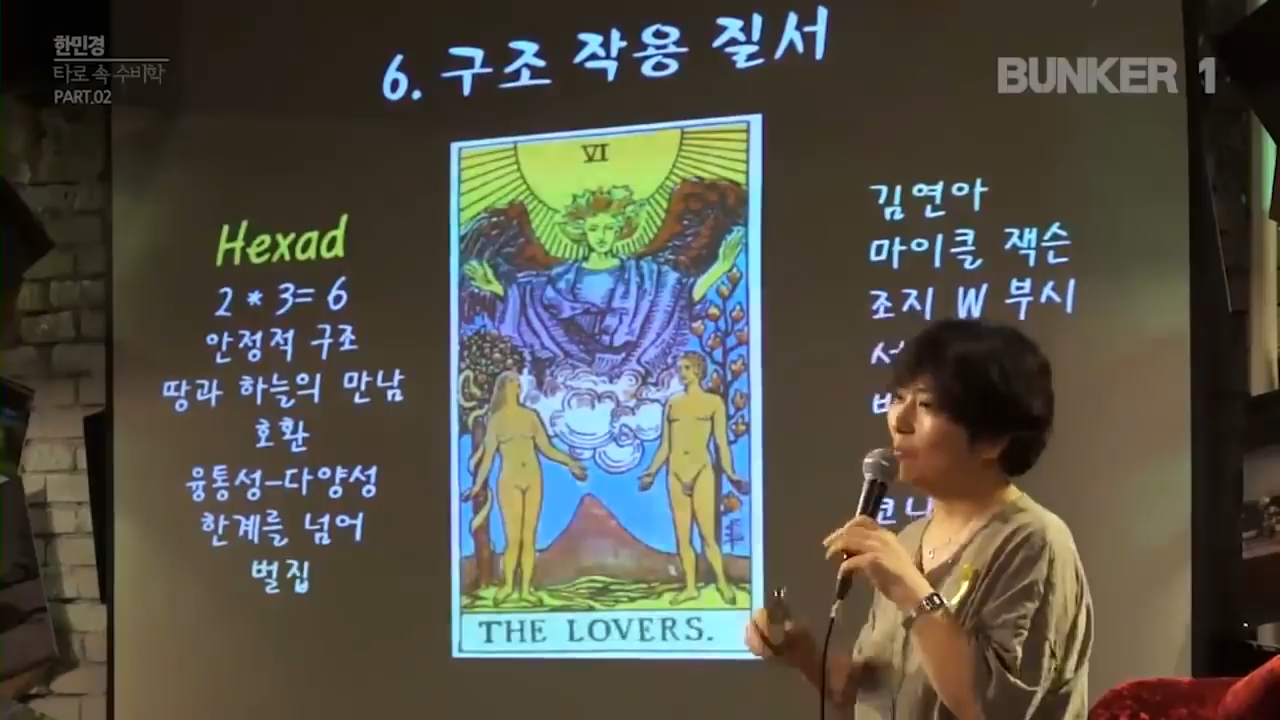 한민경
타로 속 수비학
PART.02
BUNKER 1
6. 구조 작용 질서
Hexad
2 * 3= 6
안정적 구조
땅과 하늘의 만남
호환
융통성-다양성
한계를 넘어
벌집
VI
THE LOVERS.
김연아
마이클 잭슨
조지 W 부시